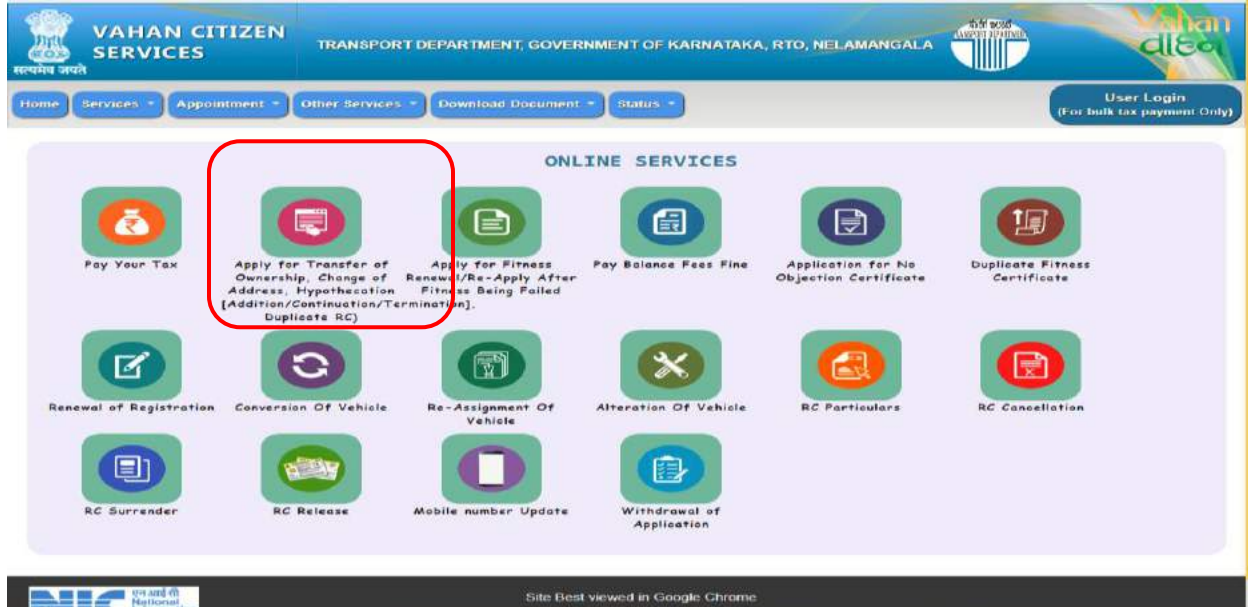 VAHAN CITIZEN
SERVICES
सत्यमेव जयते
TRANSPORT DEPARTMENT, GOVERNMENT OF KARNATAKA, RTO, NELAMANGALA
Vahan
वाहन
Home
Services
Appointment
Other Services
Download Document
Status
User Login
(For bulk tax payment Only)
ONLINE SERVICES
Pay Your Tax
Apply for Transfer of
Ownership, Change of
Address, Hypothecation
[Addition/Continuation/Termination],
Duplicate RC)
Apply for Fitness
Renewal/Re-Apply After
Fitness Being Failed
Pay Balance Fees Fine
Application for No
Objection Certificate
Duplicate Fitness
Certificate
Renewal of Registration
Conversion Of Vehicle
Re-Assignment Of
Vehicle
Alteration Of Vehicle
RC Particulars
RC Cancellation
RC Surrender
RC Release
Mobile number Update
Withdrawal of
Application
NIC
एन आई सी
National
Site Best viewed in Google Chrome